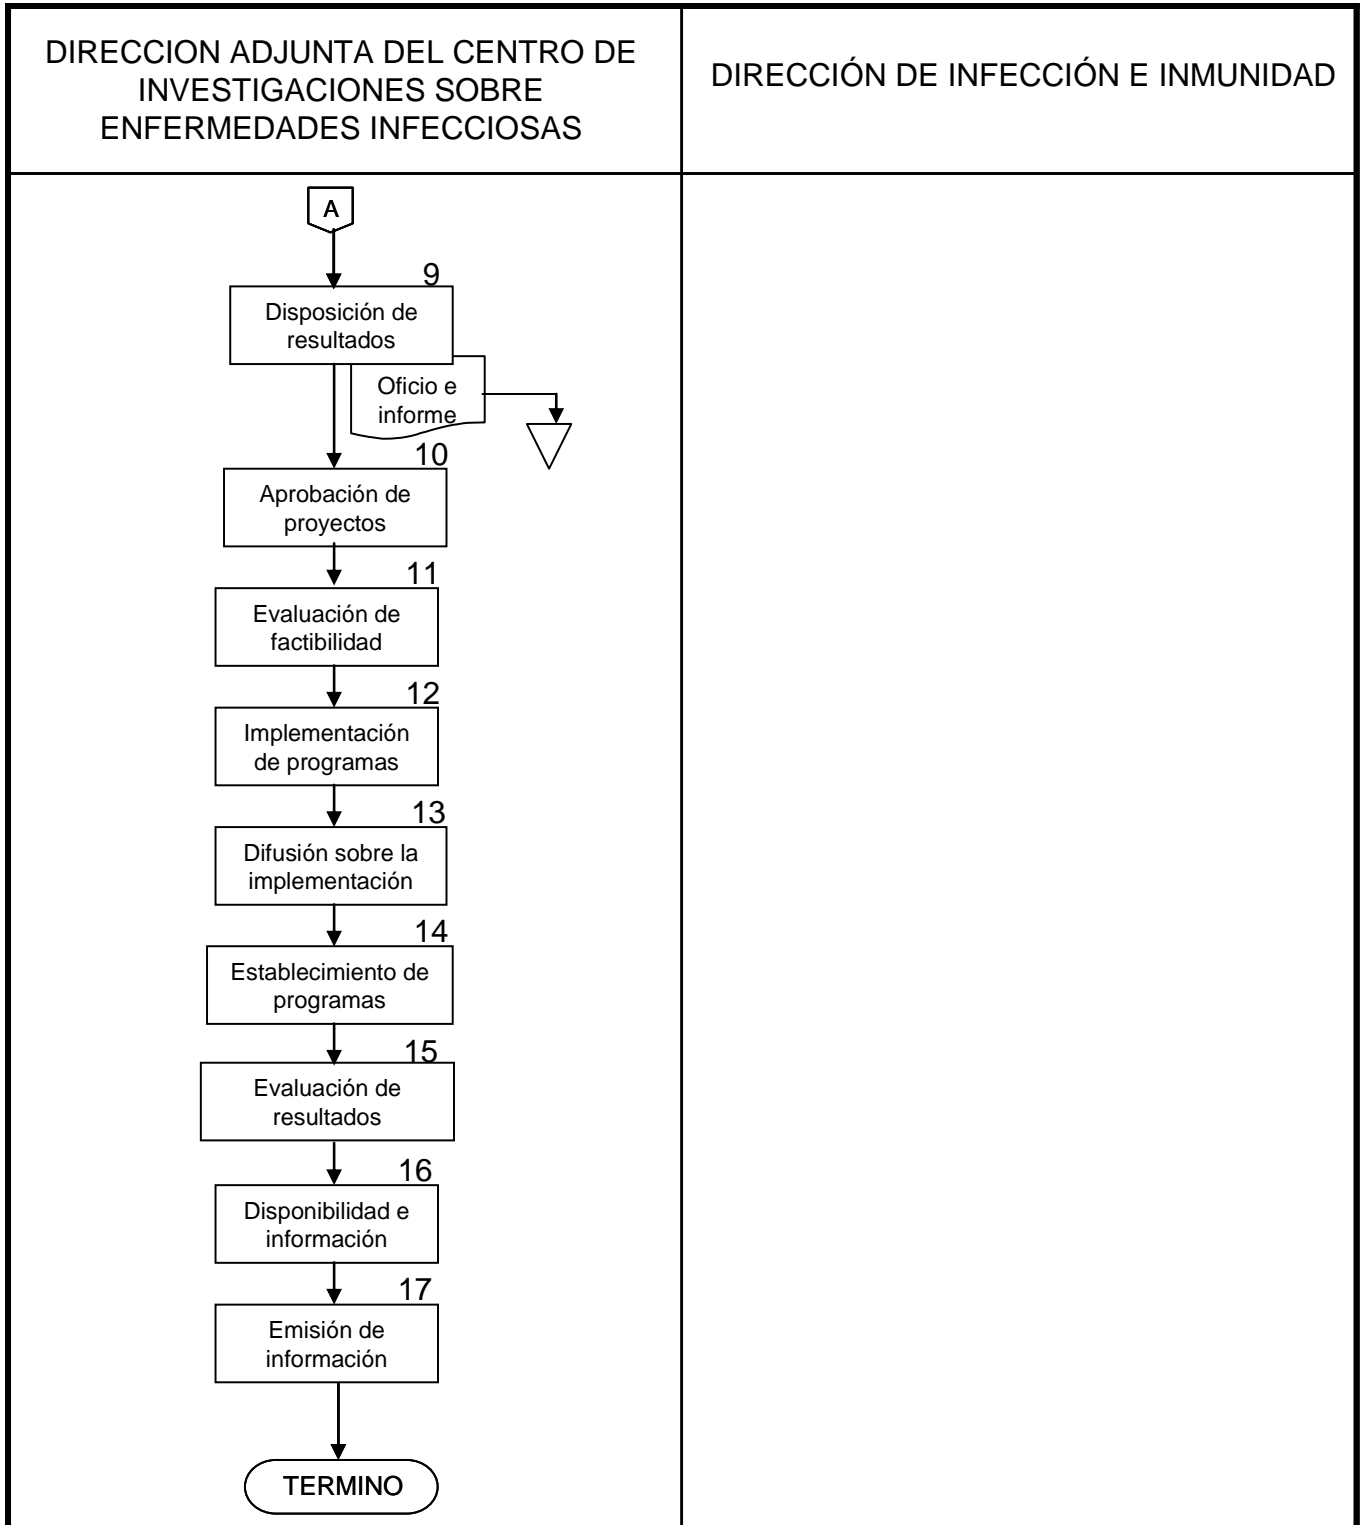 DIRECCION ADJUNTA DEL CENTRO DE
INVESTIGACIONES SOBRE
ENFERMEDADES INFECCIOSAS
DIRECCIÓN DE INFECCIÓN E INMUNIDAD
A
9
Disposición de
resultados
Oficio e
informe
10
Aprobación de
proyectos
11
Evaluación de
factibilidad
12
Implementación
de programas
13
Difusión sobre la
implementación
14
Establecimiento de
programas
15
Evaluación de
resultados
16
Disponibilidad e
información
17
Emisión de
información
TERMINO